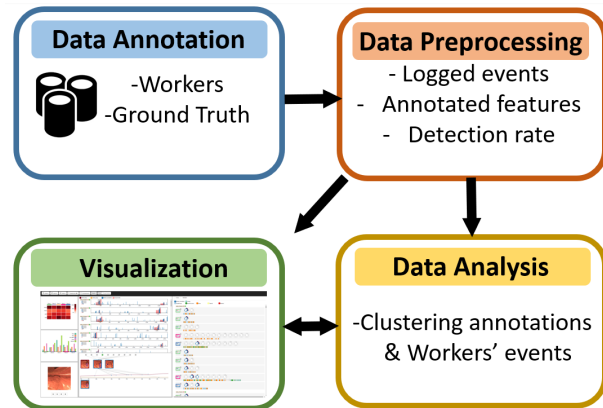 Data Annotation
-Workers
-Ground Truth
Data Preprocessing
- Logged events
- Annotated features
- Detection rate
Visualization
Data Analysis
-Clustering annotations
& Workers' events